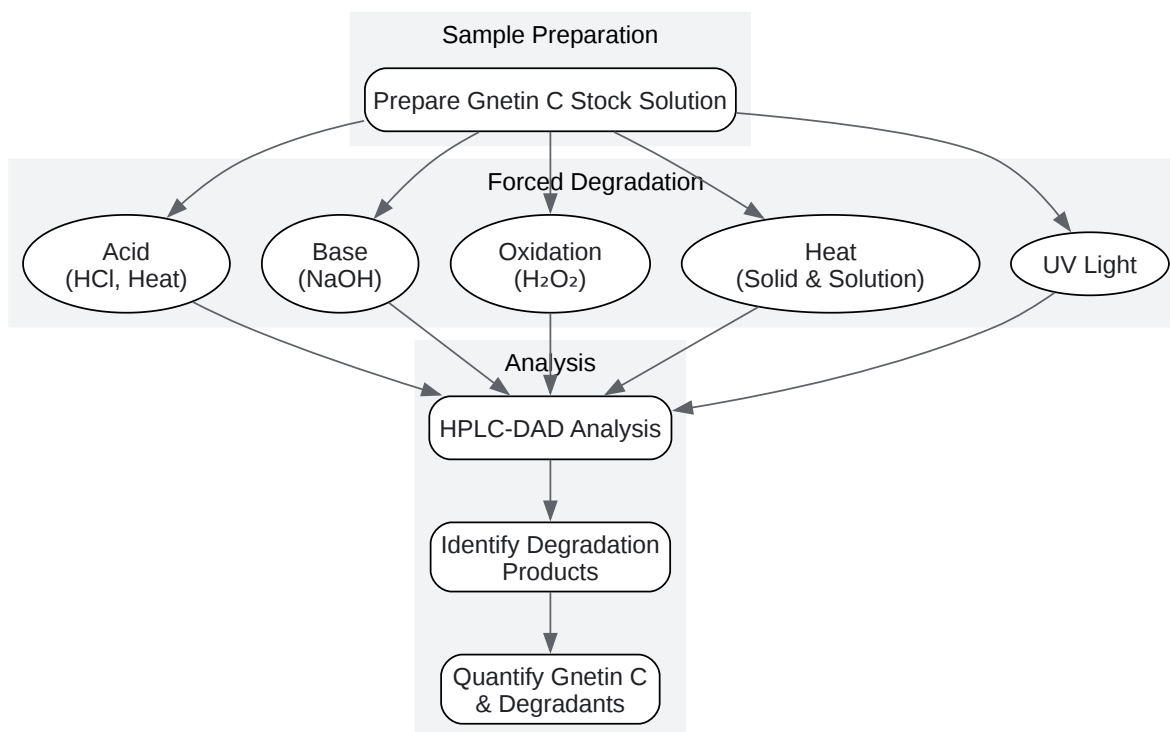 Sample Preparation
Prepare Gnetin C Stock Solution
Forced Degradation
Acid
(HCl, Heat)
Base
(NaOH)
Oxidation
(H₂O₂)
Heat
(Solid & Solution)
UV Light
Analysis
HPLC-DAD Analysis
Identify Degradation
Products
Quantify Gnetin C
& Degradants